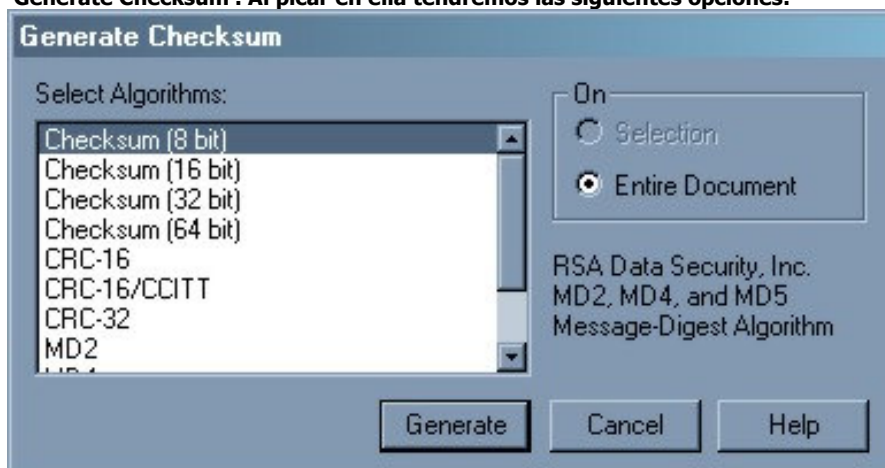 Generate Checksum". Al picar en ella tendremos las siguientes opciones:
Generate Checksum
Select Algorithms:
Checksum (8 bit)
Checksum (16 bit)
Checksum (32 bit)
Checksum (64 bit)
CRC-16
CRC-16/CCITT
CRC-32
MD2
On
Selection
Entire Document
RSA Data Security, Inc.
MD2, MD4, and MD5
Message-Digest Algorithm
Generate
Cancel
Help